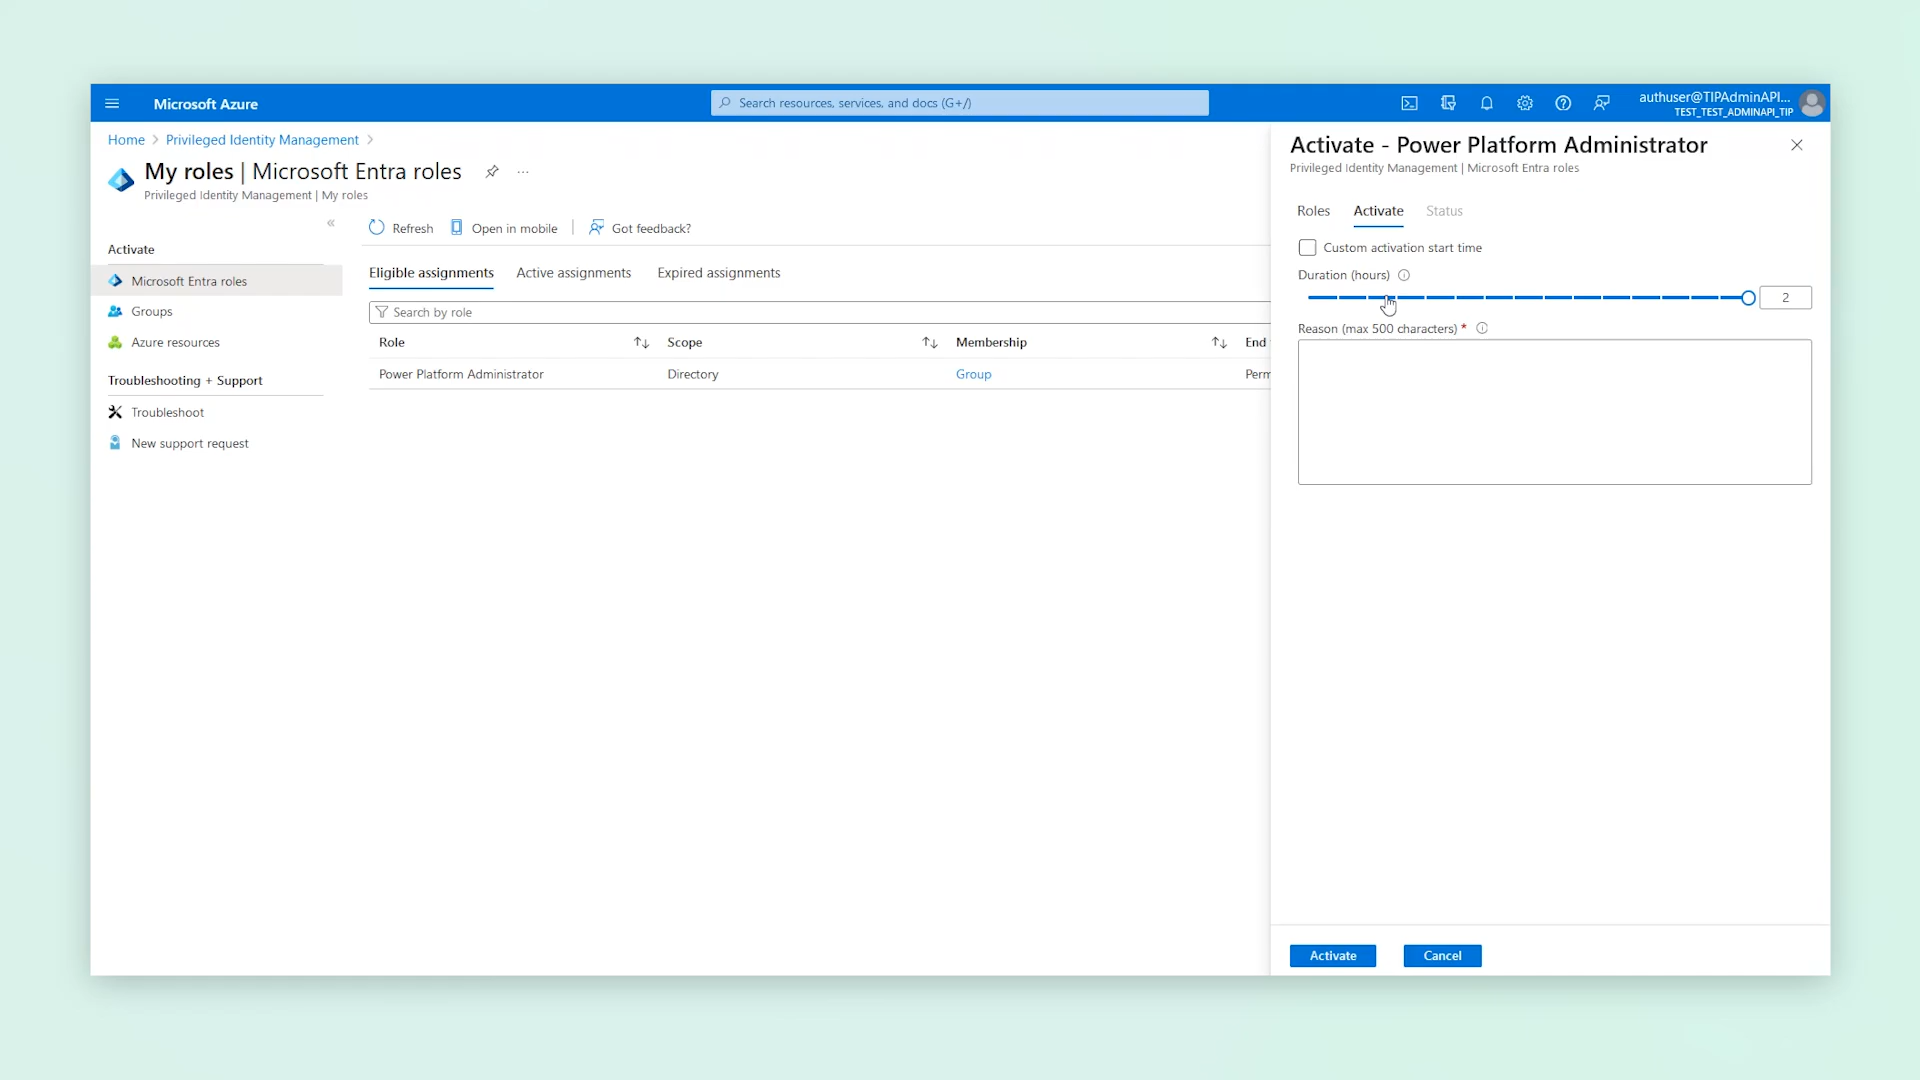 Microsoft Azure
Search resources, services, and docs (G+/)
authuser@TIPAdminAPI...
TEST_TEST_ADMINAPI_TIP
Home > Privileged Identity Management >
My roles | Microsoft Entra roles
Privileged Identity Management | My roles
Activate
Microsoft Entra roles
Groups
Azure resources
Troubleshooting + Support
Troubleshoot
New support request
Refresh
Open in mobile
Got feedback?
Eligible assignments
Active assignments
Expired assignments
Search by role
Role Scope Membership End
Power Platform Administrator Directory Group Perm
Activate - Power Platform Administrator
Privileged Identity Management | Microsoft Entra roles
Roles Activate Status
Custom activation start time
Duration (hours)
2
Reason (max 500 characters) *
Activate
Cancel